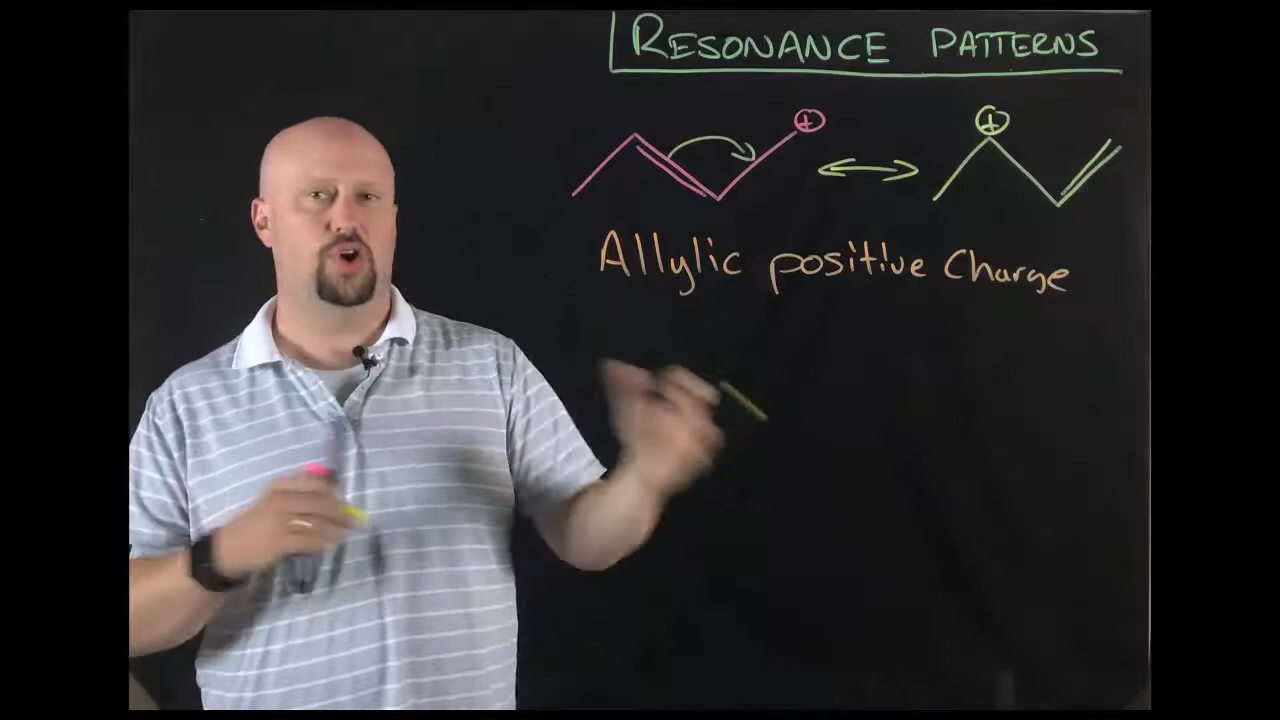 RESONANCE PATTERNS
+ +
Allylic positive Charge